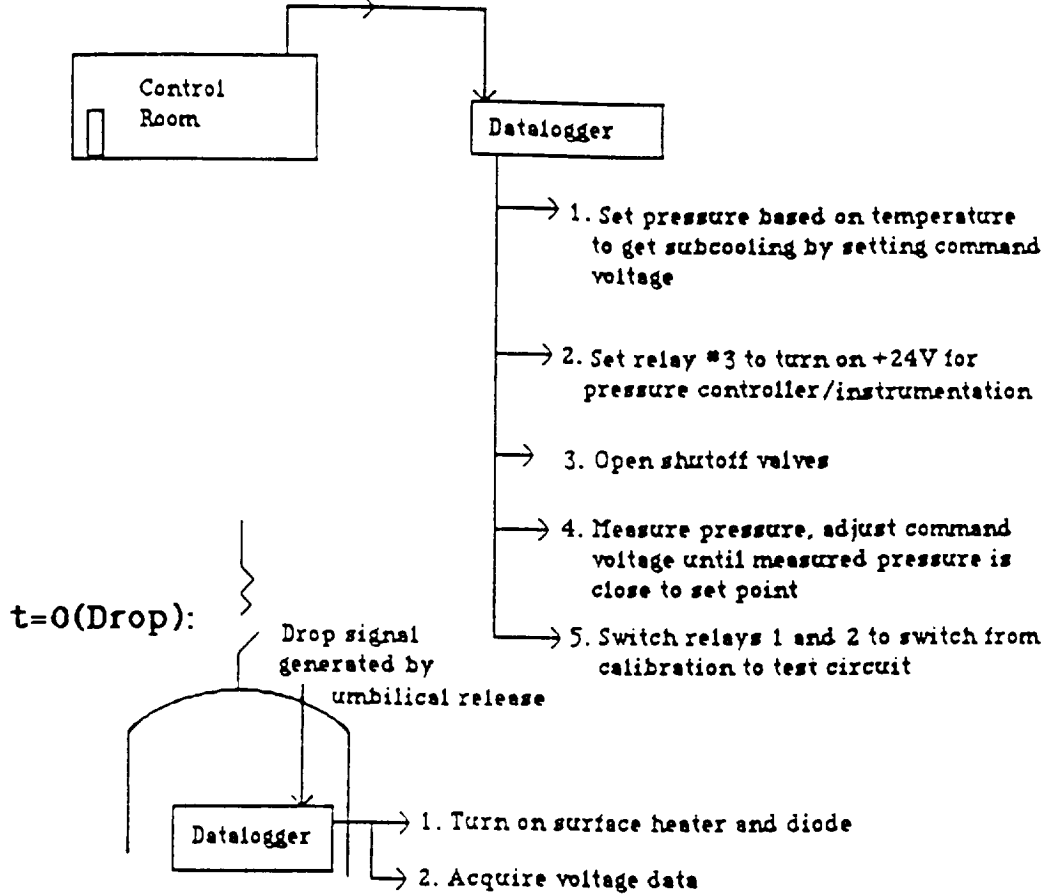 Control
Room
Datalogger
1. Set pressure based on temperature
to get subcooling by setting command
voltage
2. Set relay #3 to turn on +24V for
pressure controller/instrumentation
3. Open shutoff valves
4. Measure pressure, adjust command
voltage until measured pressure is
close to set point
5. Switch relays 1 and 2 to switch from
calibration to test circuit
t=0(Drop):
Drop signal
generated by
umbilical release
Datalogger
1. Turn on surface heater and diode
2. Acquire voltage data